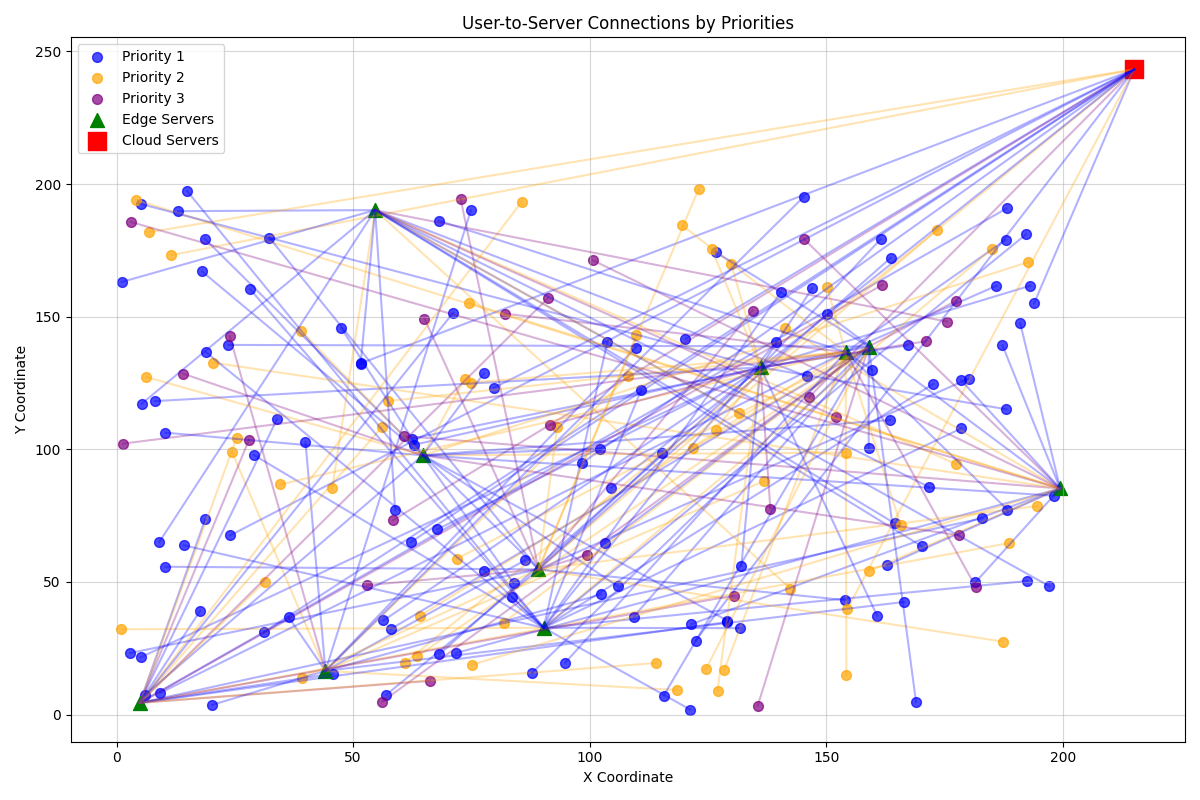 User-to-Server Connections by Priorities
Priority 1
Priority 2
Priority 3
Edge Servers
Cloud Servers
250
200
150
100
50
0
Y Coordinate
0
50
100
150
200
X Coordinate